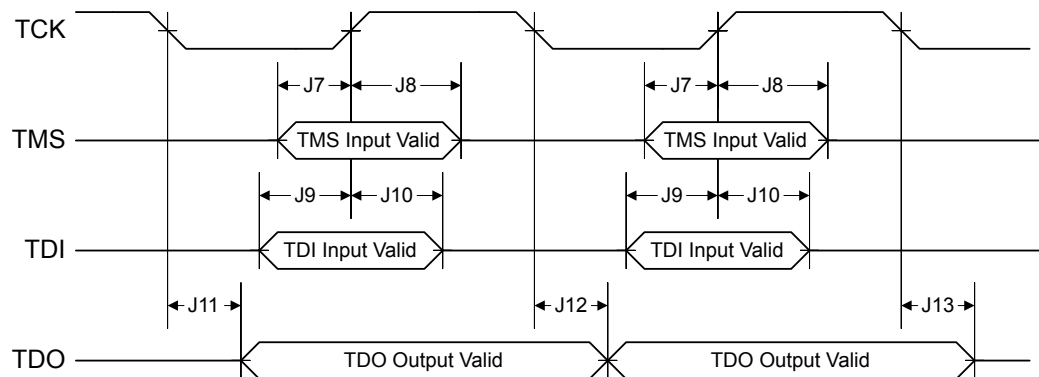 TCK
J7 J8 J7 J8
TMS TMS Input Valid TMS Input Valid
J9 J10 J9 J10
TDI TDI Input Valid TDI Input Valid
J11 J12 J13
TDO TDO Output Valid TDO Output Valid